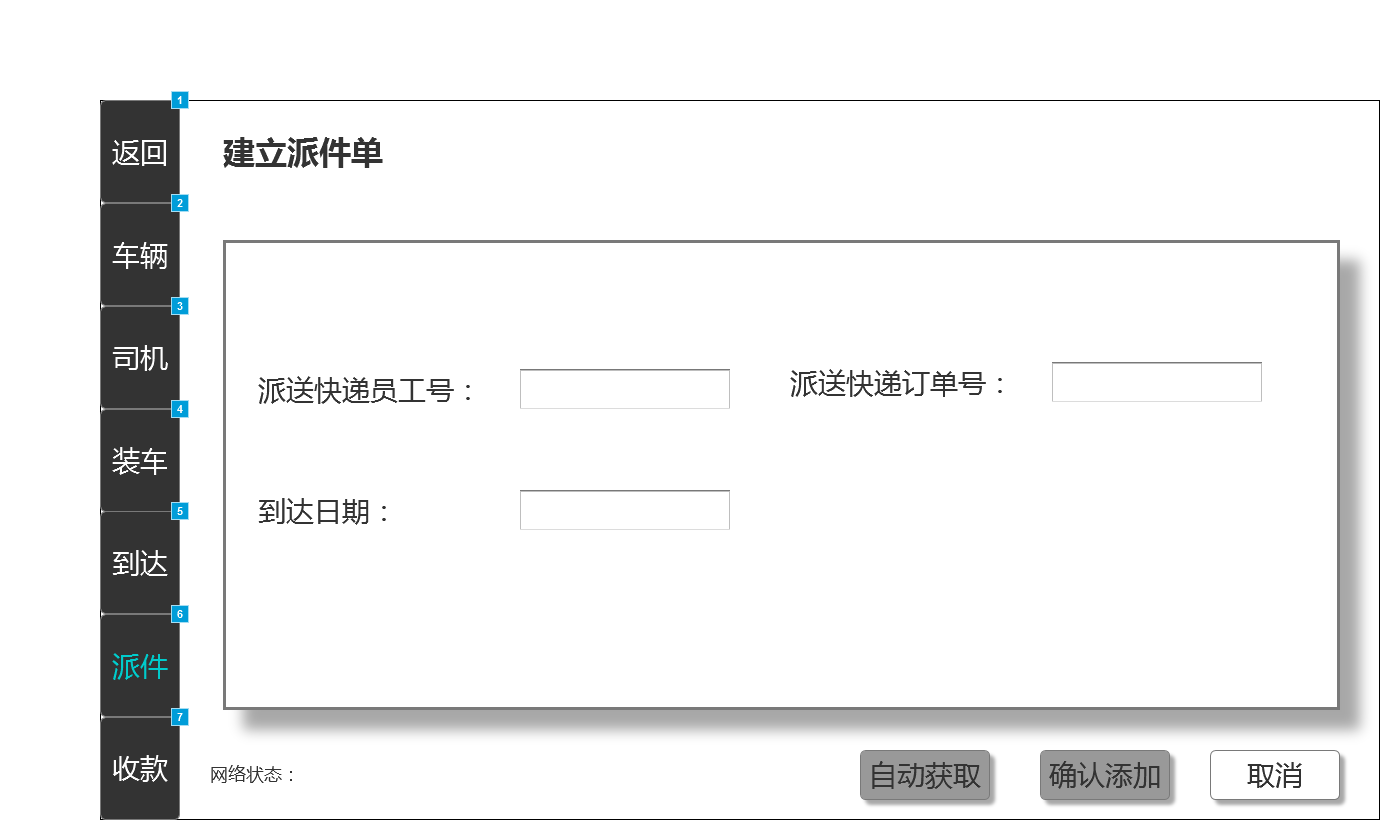 1
返回
建立派件单
2
车辆
3
司机
派送快递员工号：
派送快递订单号：
4
装车
5
到达日期：
到达
6
派件
7
收款
网络状态：
自动获取
确认添加
取消